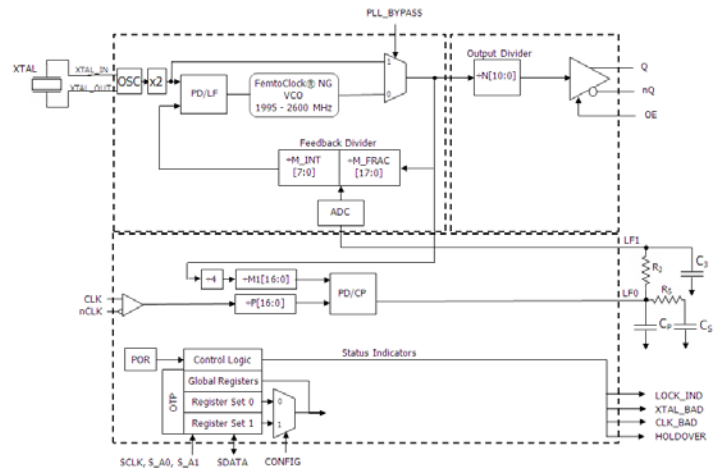 PLL_BYPASS
XTAL
XTAL_IN
XTAL_OUT
OSC
x2
PD/LF
FemtoClock® NG
VCO
1995 - 2600 MHz
1
0
Output Divider
÷N[10:0]
Q
nQ
OE
Feedback Divider
÷M_INT
[7:0]
÷M_FRAC
[17:0]
ADC
LF1
R3
C3
÷4
÷M1[16:0]
CLK
nCLK
÷P[16:0]
PD/CP
LF0
RS
CP
CS
POR
Control Logic
Status Indicators
OTP
Global Registers
Register Set 0
0
Register Set 1
1
LOCK_IND
XTAL_BAD
CLK_BAD
HOLDOVER
SCLK, S_A0, S_A1
SDATA
CONFIG